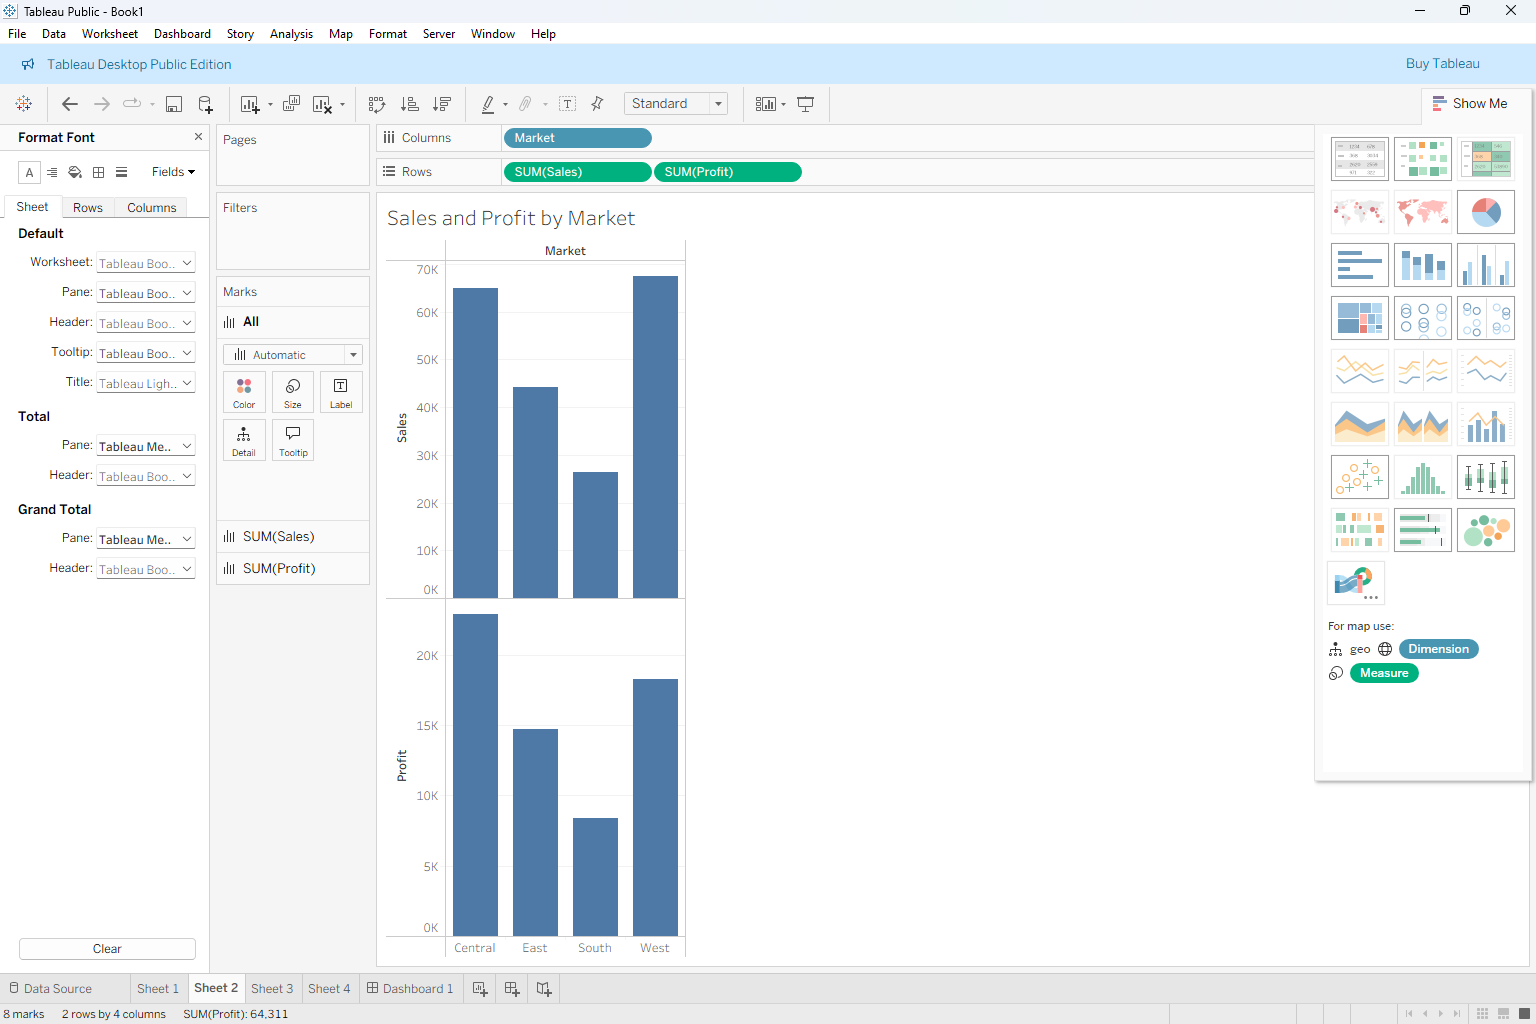 Tableau Public - Book1
File Data Worksheet Dashboard Story Analysis Map Format Server Window Help
Tableau Desktop Public Edition
Buy Tableau
Standard
Show Me
Format Font
Fields
Sheet Rows Columns
Default
Worksheet: Tableau Boo..
Pane: Tableau Boo..
Header: Tableau Boo..
Tooltip: Tableau Boo..
Title: Tableau Ligh..
Total
Pane: Tableau Me..
Header: Tableau Boo..
Grand Total
Pane: Tableau Me..
Header: Tableau Boo..
Clear
Pages
Filters
Marks
All
Automatic
Color Size Label
Detail Tooltip
SUM(Sales)
SUM(Profit)
Columns Market
Rows SUM(Sales) SUM(Profit)
Sales and Profit by Market
Market
70K
60K
50K
40K
30K
20K
10K
0K
Sales
20K
15K
10K
5K
0K
Profit
Central East South West
For map use:
geo Dimension
Measure
Data Source Sheet 1 Sheet 2 Sheet 3 Sheet 4 Dashboard 1
8 marks 2 rows by 4 columns SUM(Profit): 64,311